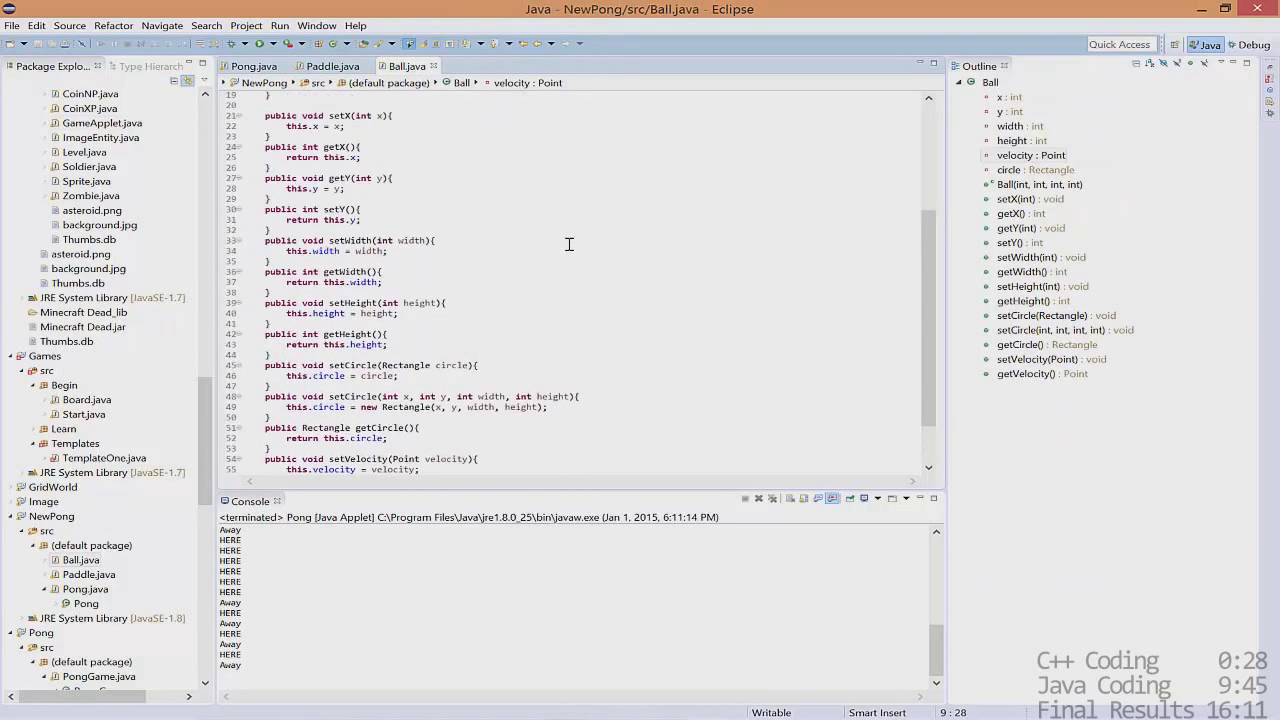 Java - NewPong/src/Ball.java - Eclipse
File Edit Source Refactor Navigate Search Project Run Window Help
Quick Access Java Debug
Package Explo... Type Hierarch
CoinNP.java
CoinXP.java
GameApplet.java
ImageEntity.java
Level.java
Soldier.java
Sprite.java
Zombie.java
asteroid.png
background.jpg
Thumbs.db
asteroid.png
background.jpg
Thumbs.db
JRE System Library [JavaSE-1.7]
Minecraft Dead_lib
Minecraft Dead.jar
Thumbs.db
Games
src
Begin
Board.java
Start.java
Learn
Templates
TemplateOne.java
JRE System Library [JavaSE-1.7]
GridWorld
Image
NewPong
src
(default package)
Ball.java
Paddle.java
Pong.java
Pong
JRE System Library [JavaSE-1.8]
Pong
src
(default package)
PongGame.java
Pong.java Paddle.java Ball.java
NewPong src (default package) Ball velocity : Point
19 }
20
21 public void setX(int x){
22 this.x = x;
23 }
24 public int getX(){
25 return this.x;
26 }
27 public void getY(int y){
28 this.y = y;
29 }
30 public int setY(){
31 return this.y;
32 }
33 public void setWidth(int width){
34 this.width = width;
35 }
36 public int getWidth(){
37 return this.width;
38 }
39 public void setHeight(int height){
40 this.height = height;
41 }
42 public int getHeight(){
43 return this.height;
44 }
45 public void setCircle(Rectangle circle){
46 this.circle = circle;
47 }
48 public void setCircle(int x, int y, int width, int height){
49 this.circle = new Rectangle(x, y, width, height);
50 }
51 public Rectangle getCircle(){
52 return this.circle;
53 }
54 public void setVelocity(Point velocity){
55 this.velocity = velocity;
Console
<terminated> Pong [Java Applet] C:\Program Files\Java\jre1.8.0_25\bin\javaw.exe (Jan 1, 2015, 6:11:14 PM)
Away
HERE
HERE
HERE
HERE
HERE
HERE
Away
HERE
Away
HERE
Away
HERE
Away
Outline
Ball
x : int
y : int
width : int
height : int
velocity : Point
circle : Rectangle
Ball(int, int, int, int)
setX(int) : void
getX() : int
getY(int) : void
setY() : int
setWidth(int) : void
getWidth() : int
setHeight(int) : void
getHeight() : int
setCircle(Rectangle) : void
setCircle(int, int, int, int) : void
getCircle() : Rectangle
setVelocity(Point) : void
getVelocity() : Point
C++ Coding 0:28
Java Coding 9:45
Final Results 16:11
Writable Smart Insert 9 : 28